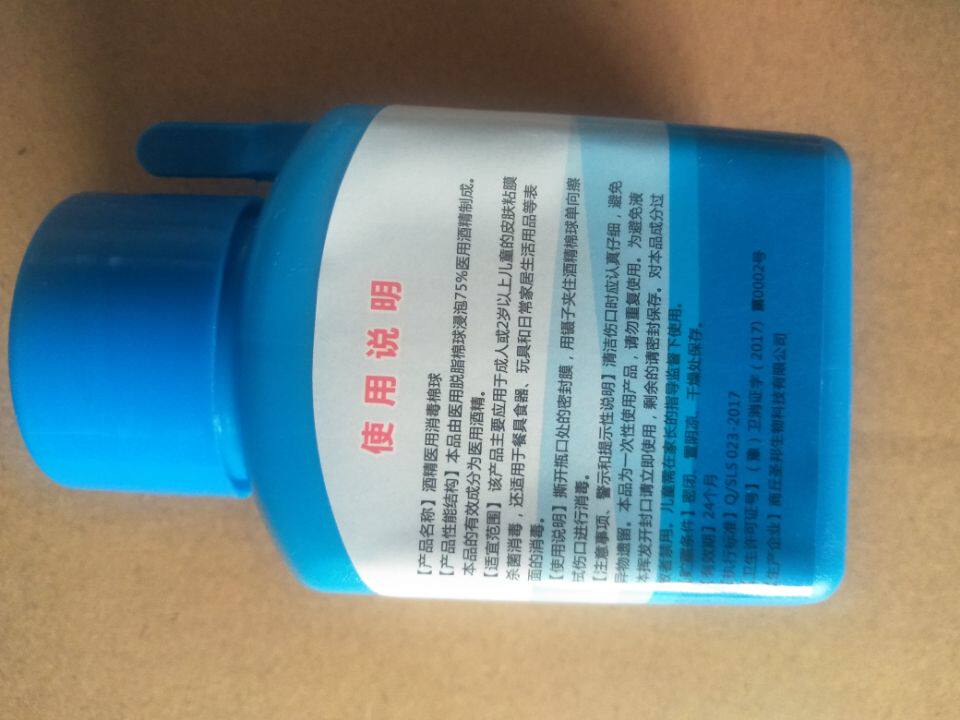 使用说明
【产品名称】酒精医用消毒棉球
【产品性能结构】本品由医用脱脂棉球浸泡75%医用酒精制成。
本品的有效成分为医用酒精。
【适宜范围】该产品主要应用于成人或2岁以上儿童的皮肤粘膜
杀菌消毒，还适用于餐具食器、玩具和日常家居生活用品等表
面的消毒。
【使用说明】撕开瓶口处的密封膜，用镊子夹住酒精棉球单向擦
拭伤口进行消毒。
【注意事项、警示和提示性说明】清洁伤口时应认真仔细，避免
异物遗留。本品为一次性使用产品，请勿重复使用。为避免液
体挥发开封口请立即使用，剩余的请密封保存。对本品成分过
敏者禁用，儿童需在家长的指导监督下使用。
贮藏条件】密闭，置阴凉、干燥处保存。
有效期】24个月
执行标准】Q/SLS 023-2017
卫生许可证号】（豫）卫消证字（2017）第0002号
生产企业】商丘圣邦生物科技有限公司